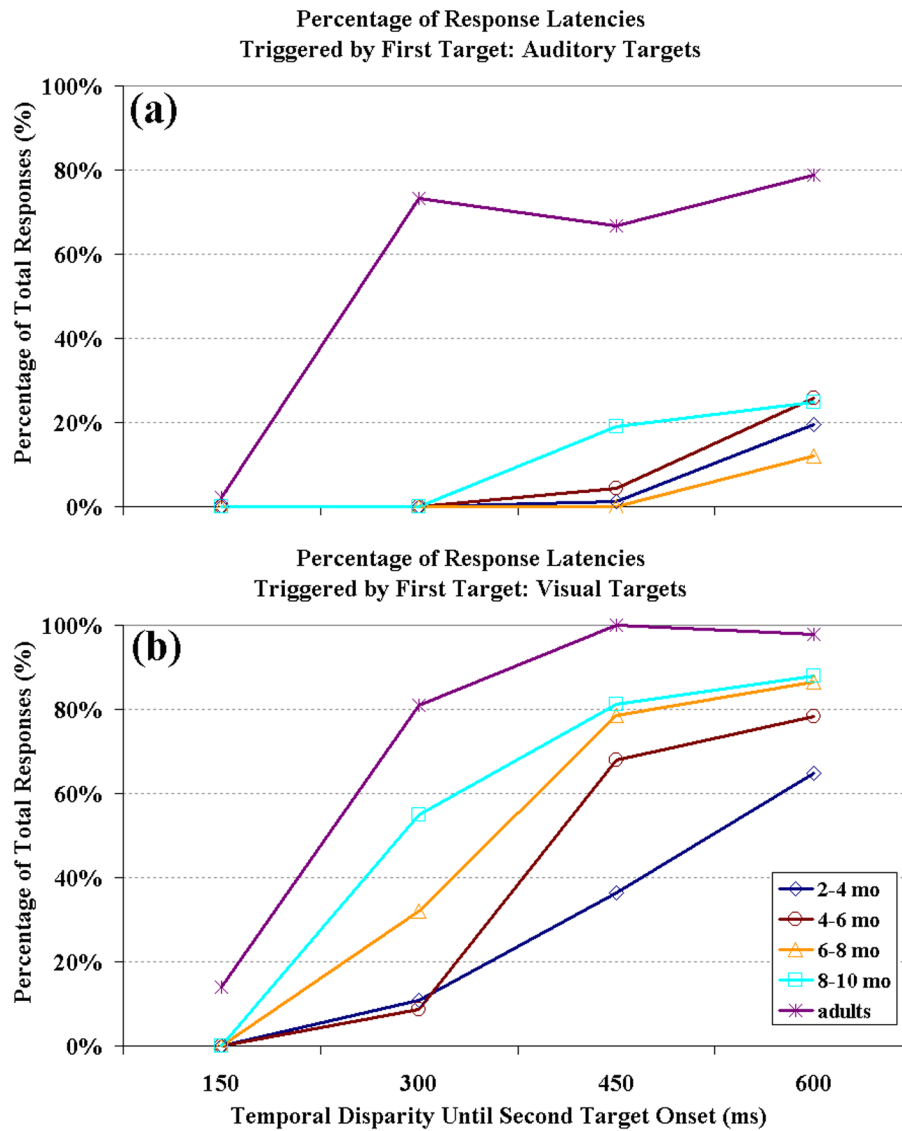 Percentage of Response Latencies
Triggered by First Target: Auditory Targets
(a)
Percentage of Total Responses (%)
100%
80%
60%
40%
20%
0%
Percentage of Response Latencies
Triggered by First Target: Visual Targets
(b)
Percentage of Total Responses (%)
100%
80%
60%
40%
20%
0%
2-4 mo
4-6 mo
6-8 mo
8-10 mo
adults
150 300 450 600
Temporal Disparity Until Second Target Onset (ms)